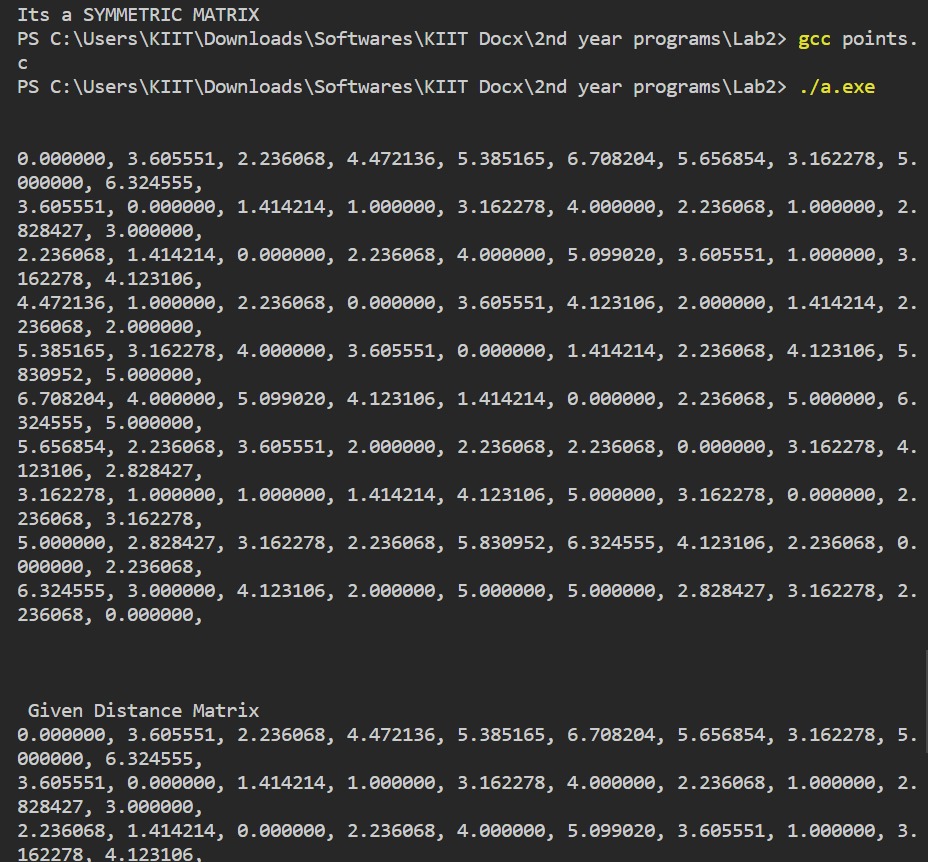 Its a SYMMETRIC MATRIX
PS C:\Users\KIIT\Downloads\Softwares\KIIT Docx\2nd year programs\Lab2> gcc points.
c
PS C:\Users\KIIT\Downloads\Softwares\KIIT Docx\2nd year programs\Lab2> ./a.exe
0.000000, 3.605551, 2.236068, 4.472136, 5.385165, 6.708204, 5.656854, 3.162278, 5.
000000, 6.324555,
3.605551, 0.000000, 1.414214, 1.000000, 3.162278, 4.000000, 2.236068, 1.000000, 2.
828427, 3.000000,
2.236068, 1.414214, 0.000000, 2.236068, 4.000000, 5.099020, 3.605551, 1.000000, 3.
162278, 4.123106,
4.472136, 1.000000, 2.236068, 0.000000, 3.605551, 4.123106, 2.000000, 1.414214, 2.
236068, 2.000000,
5.385165, 3.162278, 4.000000, 3.605551, 0.000000, 1.414214, 2.236068, 4.123106, 5.
830952, 5.000000,
6.708204, 4.000000, 5.099020, 4.123106, 1.414214, 0.000000, 2.236068, 5.000000, 6.
324555, 5.000000,
5.656854, 2.236068, 3.605551, 2.000000, 2.236068, 2.236068, 0.000000, 3.162278, 4.
123106, 2.828427,
3.162278, 1.000000, 1.000000, 1.414214, 4.123106, 5.000000, 3.162278, 0.000000, 2.
236068, 3.162278,
5.000000, 2.828427, 3.162278, 2.236068, 5.830952, 6.324555, 4.123106, 2.236068, 0.
000000, 2.236068,
6.324555, 3.000000, 4.123106, 2.000000, 5.000000, 5.000000, 2.828427, 3.162278, 2.
236068, 0.000000,
Given Distance Matrix
0.000000, 3.605551, 2.236068, 4.472136, 5.385165, 6.708204, 5.656854, 3.162278, 5.
000000, 6.324555,
3.605551, 0.000000, 1.414214, 1.000000, 3.162278, 4.000000, 2.236068, 1.000000, 2.
828427, 3.000000,
2.236068, 1.414214, 0.000000, 2.236068, 4.000000, 5.099020, 3.605551, 1.000000, 3.
162278, 4.123106,